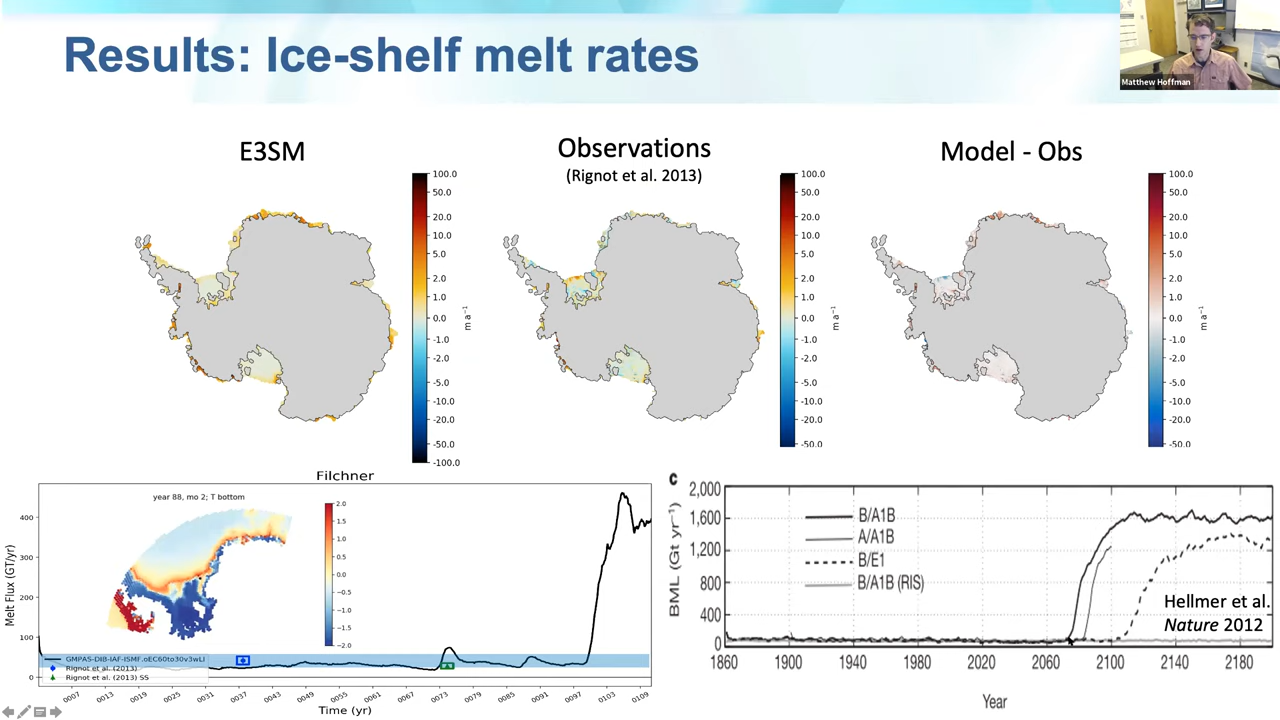 Results: Ice-shelf melt rates
Matthew Hoffman
E3SM
Observations
(Rignot et al. 2013)
Model - Obs
100.0
50.0
20.0
10.0
5.0
2.0
1.0
0.0
-1.0
-2.0
-5.0
-10.0
-20.0
-50.0
-100.0
m a⁻¹
100.0
50.0
20.0
10.0
5.0
2.0
1.0
0.0
-1.0
-2.0
-5.0
-10.0
-20.0
-50.0
m a⁻¹
100.0
50.0
20.0
10.0
5.0
2.0
1.0
0.0
-1.0
-2.0
-5.0
-10.0
-20.0
-50.0
m a⁻¹
Filchner
year 88, mo 2; T bottom
2.0
1.5
1.0
0.5
0.0
-0.5
-1.0
-1.5
-2.0
Melt Flux (GT/yr)
400
300
200
100
0
GMPAS-DIB-IAF-ISMF.oEC60to30v3wLI
Rignot et al. (2013)
Rignot et al. (2013) SS
0007 0013 0019 0025 0031 0037 0043 0049 0055 0061 0067 0073 0079 0085 0091 0097 0103 0109
Time (yr)
c
BML (Gt yr⁻¹)
2,000
1,600
1,200
800
400
0
B/A1B
A/A1B
B/E1
B/A1B (RIS)
Hellmer et al.
Nature 2012
1860 1900 1940 1980 2020 2060 2100 2140 2180
Year